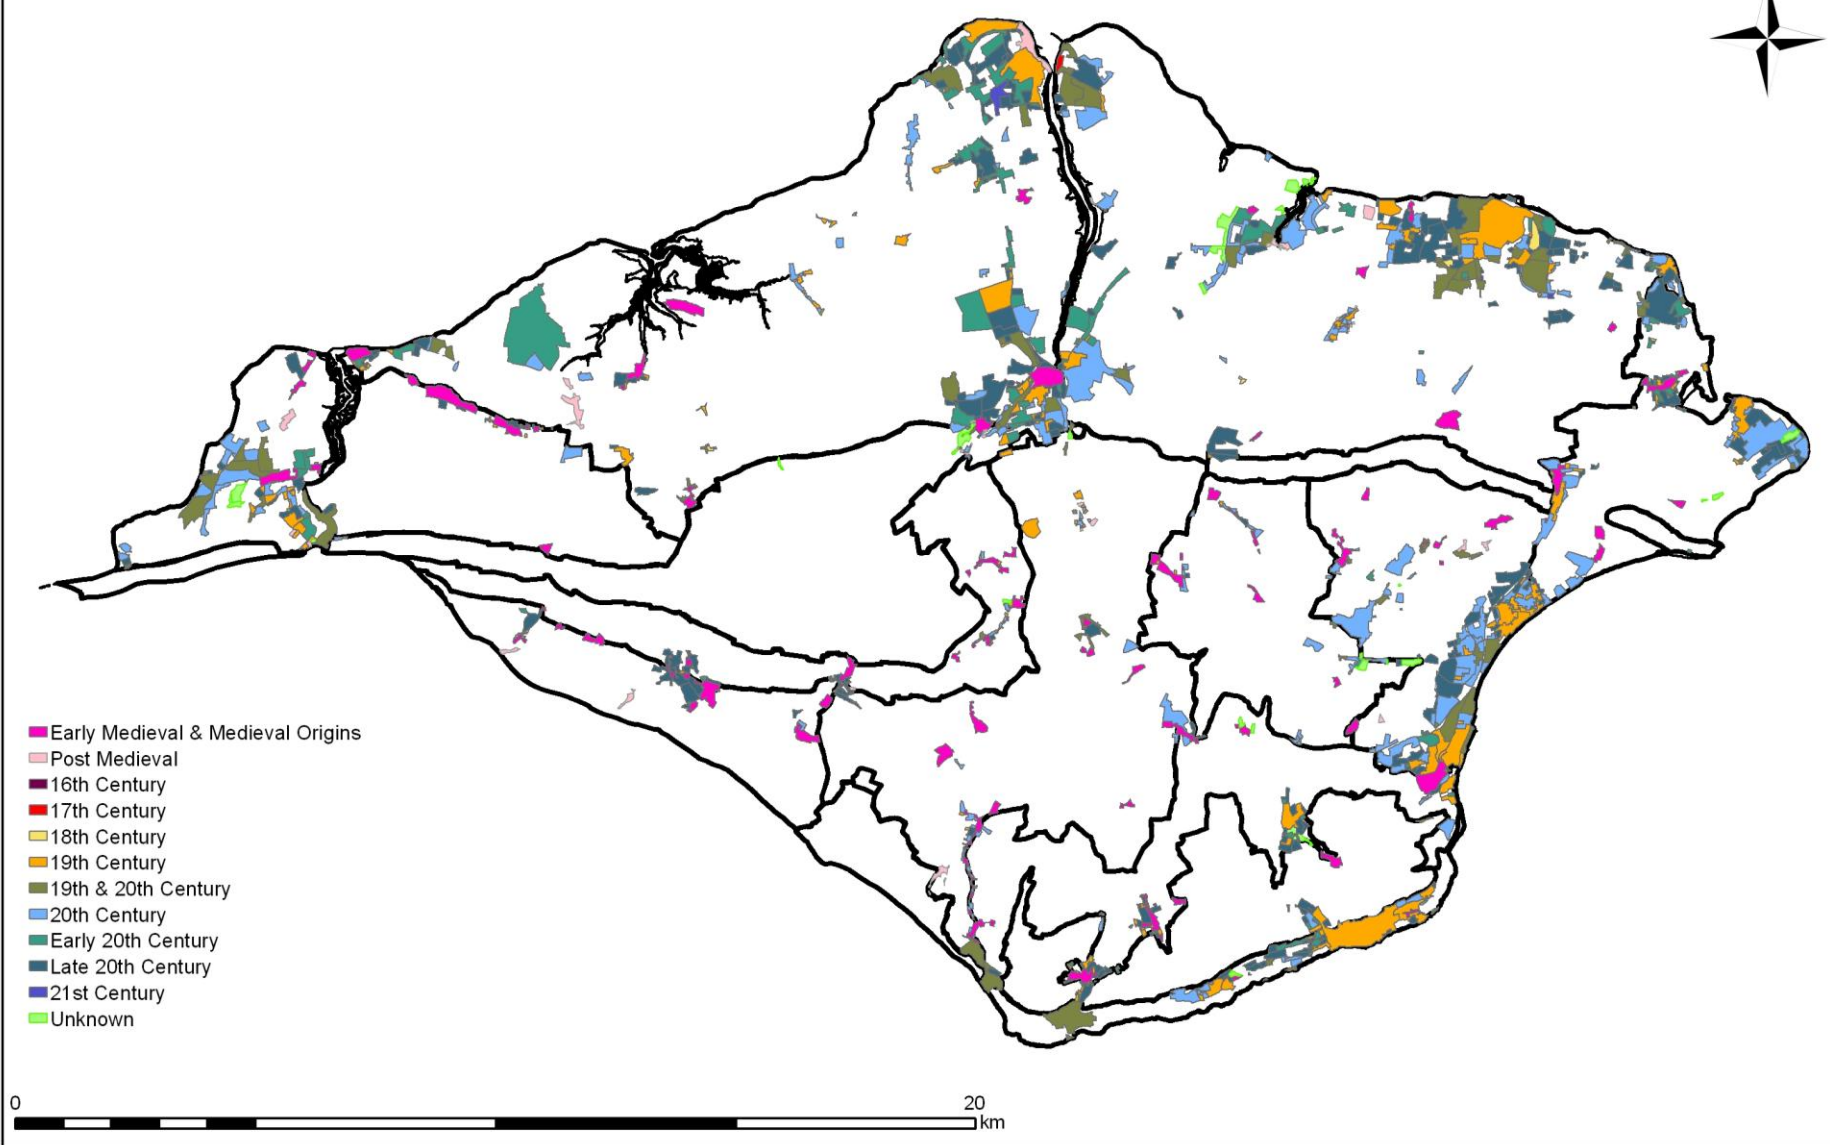 Early Medieval & Medieval Origins
Post Medieval
16th Century
17th Century
18th Century
19th Century
19th & 20th Century
20th Century
Early 20th Century
Late 20th Century
21st Century
Unknown
0 20
km